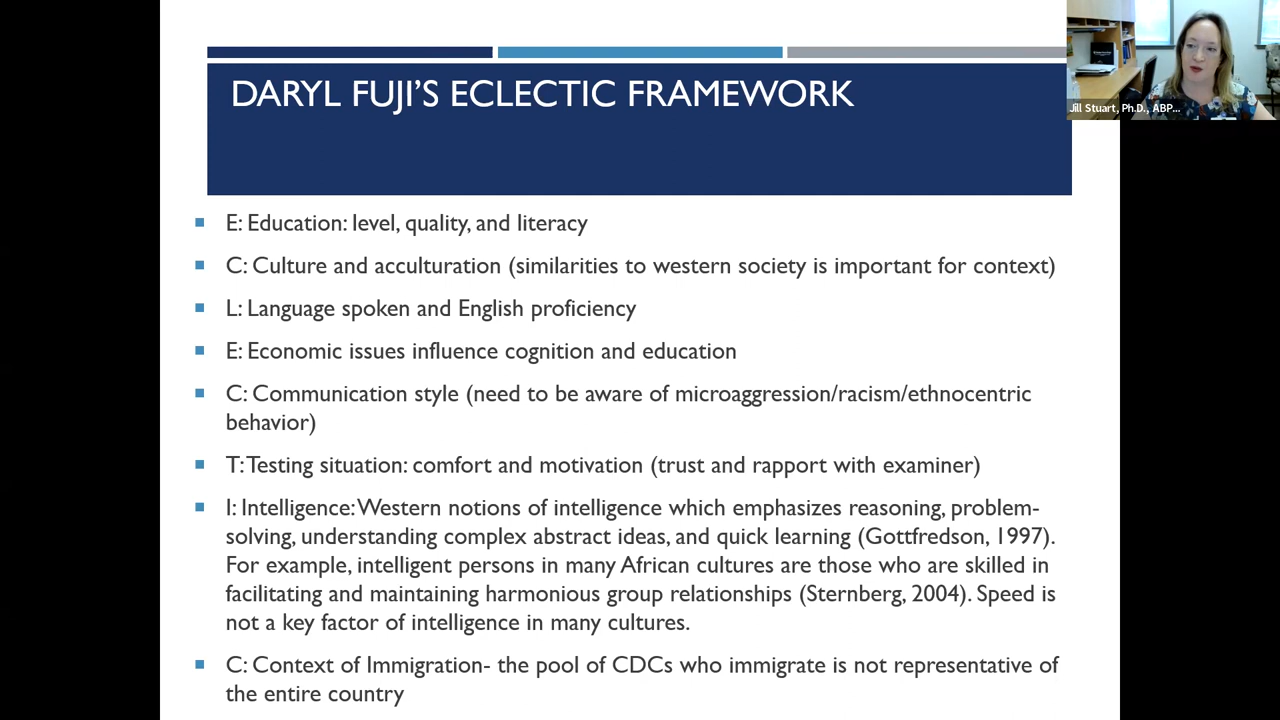 Jill Stuart, Ph.D., ABP...
DARYL FUJI'S ECLECTIC FRAMEWORK
E: Education: level, quality, and literacy
C: Culture and acculturation (similarities to western society is important for context)
L: Language spoken and English proficiency
E: Economic issues influence cognition and education
C: Communication style (need to be aware of microaggression/racism/ethnocentric
behavior)
T: Testing situation: comfort and motivation (trust and rapport with examiner)
I: Intelligence: Western notions of intelligence which emphasizes reasoning, problem-
solving, understanding complex abstract ideas, and quick learning (Gottfredson, 1997).
For example, intelligent persons in many African cultures are those who are skilled in
facilitating and maintaining harmonious group relationships (Sternberg, 2004). Speed is
not a key factor of intelligence in many cultures.
C: Context of Immigration- the pool of CDCs who immigrate is not representative of
the entire country